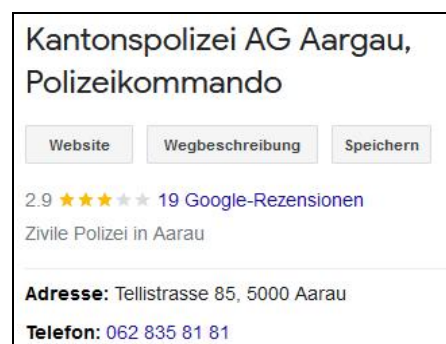 Kantonspolizei AG Aargau,
Polizeikommando
Website Wegbeschreibung Speichern
2.9 ★★★★★ 19 Google-Rezensionen
Zivile Polizei in Aarau
Adresse: Tellistrasse 85, 5000 Aarau
Telefon: 062 835 81 81